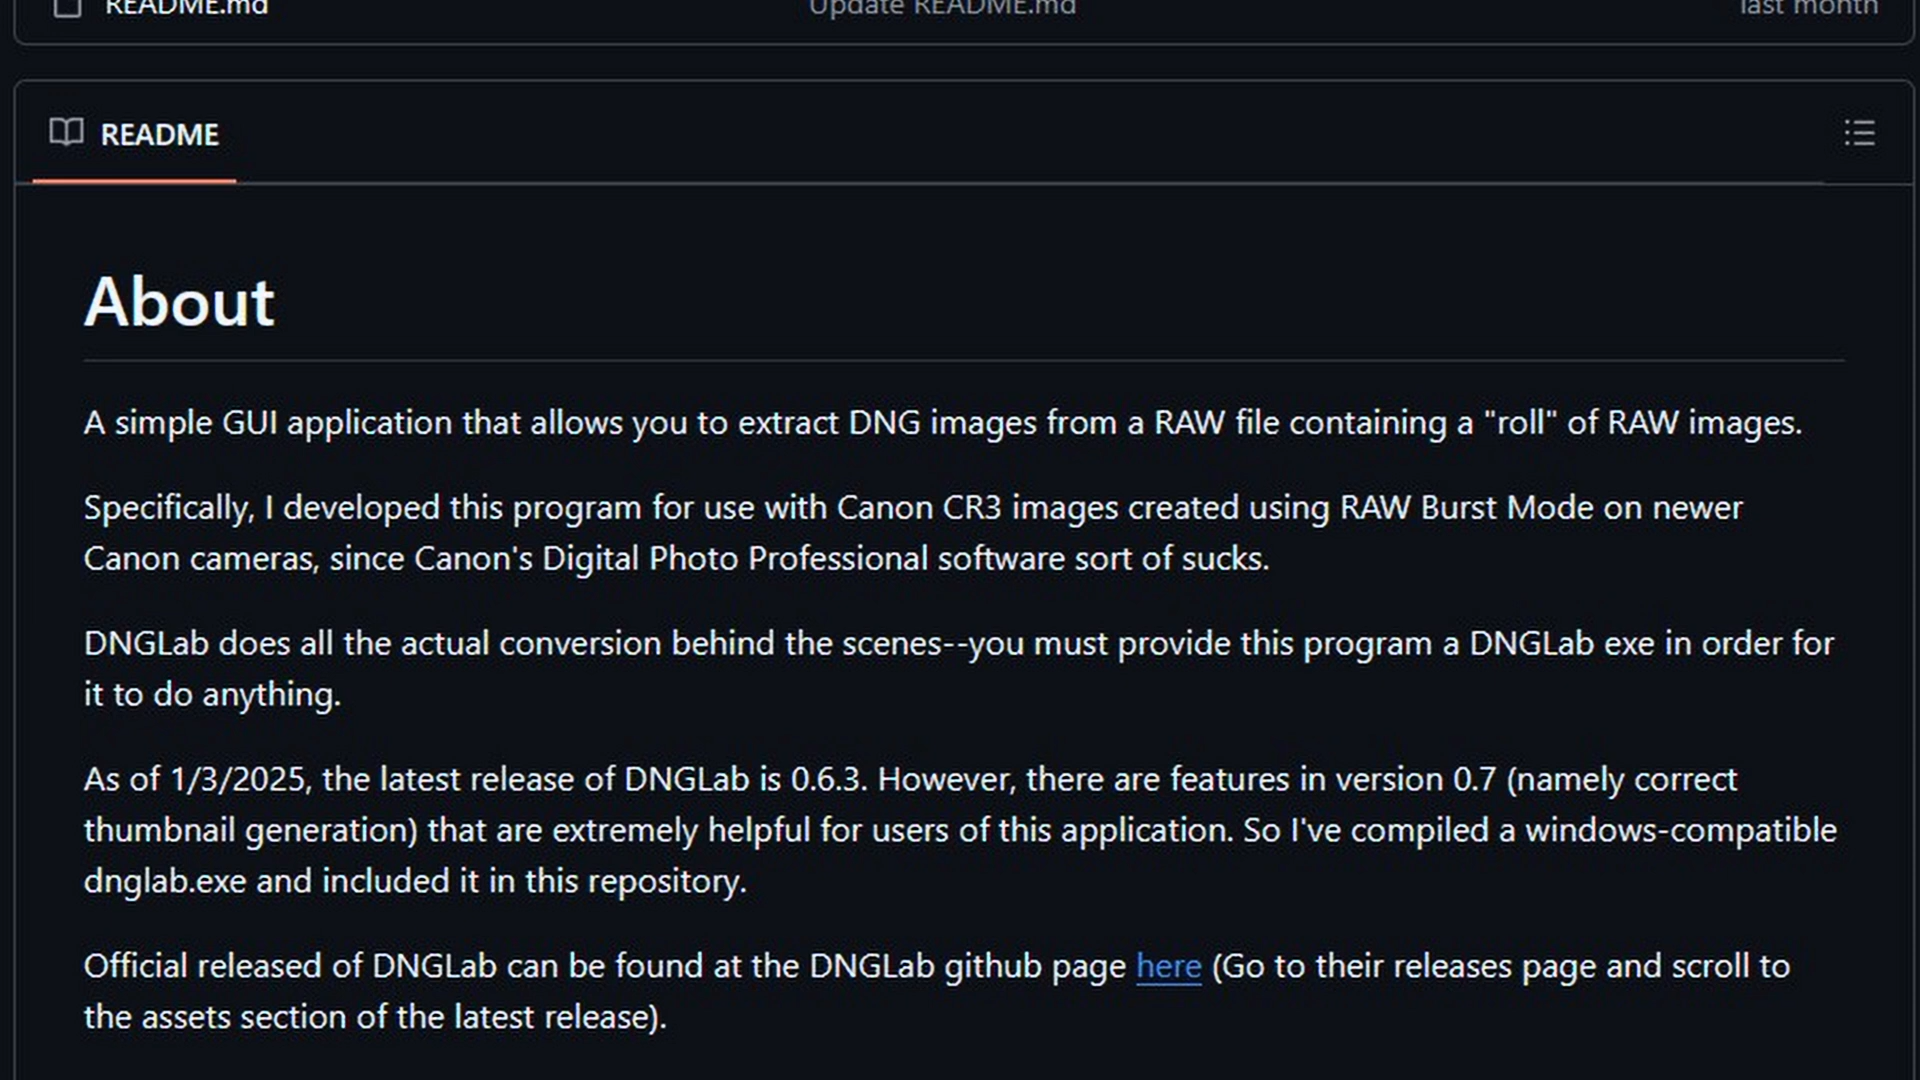 README.md Update README.md last month
README
About
A simple GUI application that allows you to extract DNG images from a RAW file containing a "roll" of RAW images.
Specifically, I developed this program for use with Canon CR3 images created using RAW Burst Mode on newer
Canon cameras, since Canon's Digital Photo Professional software sort of sucks.
DNGLab does all the actual conversion behind the scenes--you must provide this program a DNGLab exe in order for
it to do anything.
As of 1/3/2025, the latest release of DNGLab is 0.6.3. However, there are features in version 0.7 (namely correct
thumbnail generation) that are extremely helpful for users of this application. So I've compiled a windows-compatible
dnglab.exe and included it in this repository.
Official released of DNGLab can be found at the DNGLab github page here (Go to their releases page and scroll to
the assets section of the latest release).